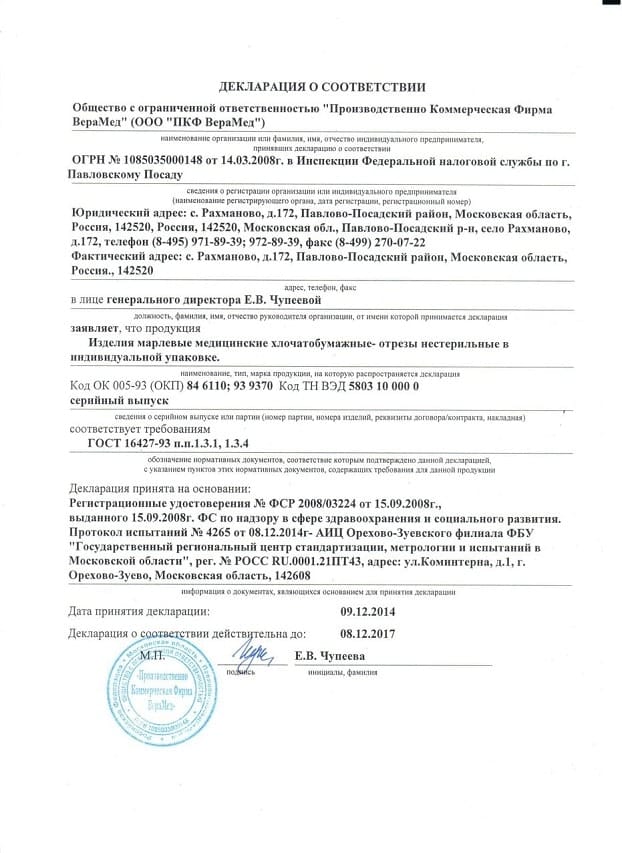 ДЕКЛАРАЦИЯ О СООТВЕТСТВИИ
Общество с ограниченной ответственностью "Производственно Коммерческая Фирма
ВераМед" (ООО "ПКФ ВераМед")
наименование организации или фамилия, имя, отчество индивидуального предпринимателя,
принявших декларацию о соответствии
ОГРН № 1085035000148 от 14.03.2008г. в Инспекции Федеральной налоговой службы по г.
Павловскому Посаду
сведения о регистрации организации или индивидуального предпринимателя
(наименование регистрирующего органа, дата регистрации, регистрационный номер)
Юридический адрес: с. Рахманово, д.172, Павлово-Посадский район, Московская область,
Россия, 142520, Россия, 142520, Московская обл., Павлово-Посадский р-н, село Рахманово,
д.172, телефон (8-495) 971-89-39; 972-89-39, факс (8-499) 270-07-22
Фактический адрес: с. Рахманово, д.172, Павлово-Посадский район, Московская область,
Россия., 142520
адрес, телефон, факс
в лице генерального директора Е.В. Чупеевой
должность, фамилия, имя, отчество руководителя организации, от имени которой принимается декларация
заявляет, что продукция
Изделия марлевые медицинские хлочатобумажные- отрезы нестерильные в
индивидуальной упаковке.
наименование, тип, марка продукции, на которую распространяется декларация
Код ОК 005-93 (ОКП) 84 6110; 93 9370 Код ТН ВЭД 5803 10 000 0
серийный выпуск
сведения о серийном выпуске или партии (номер партии, номера изделий, реквизиты договора/контракта, накладная)
соответствует требованиям
ГОСТ 16427-93 п.п.1.3.1, 1.3.4
обозначение нормативных документов, соответствие которым подтверждено данной декларацией,
с указанием пунктов этих нормативных документов, содержащих требования для данной продукции
Декларация принята на основании:
Регистрационные удостоверения № ФСР 2008/03224 от 15.09.2008г.,
выданного 15.09.2008г. ФС по надзору в сфере здравоохранения и социального развития.
Протокол испытаний № 4265 от 08.12.2014г- АИЦ Орехово-Зуевского филиала ФБУ
"Государственный региональный центр стандартизации, метрологии и испытаний в
Московской области", рег. № РОСС RU.0001.21ПТ43, адрес: ул.Коминтерна, д.1, г.
Орехово-Зуево, Московская область, 142608
информация о документах, являющихся основанием для принятия декларации
Дата принятия декларации: 09.12.2014
Декларация о соответствии действительна до: 08.12.2017
М.П. Е.В. Чупеева
подпись инициалы, фамилия
"Производственно
Коммерческая Фирма
ВераМед"